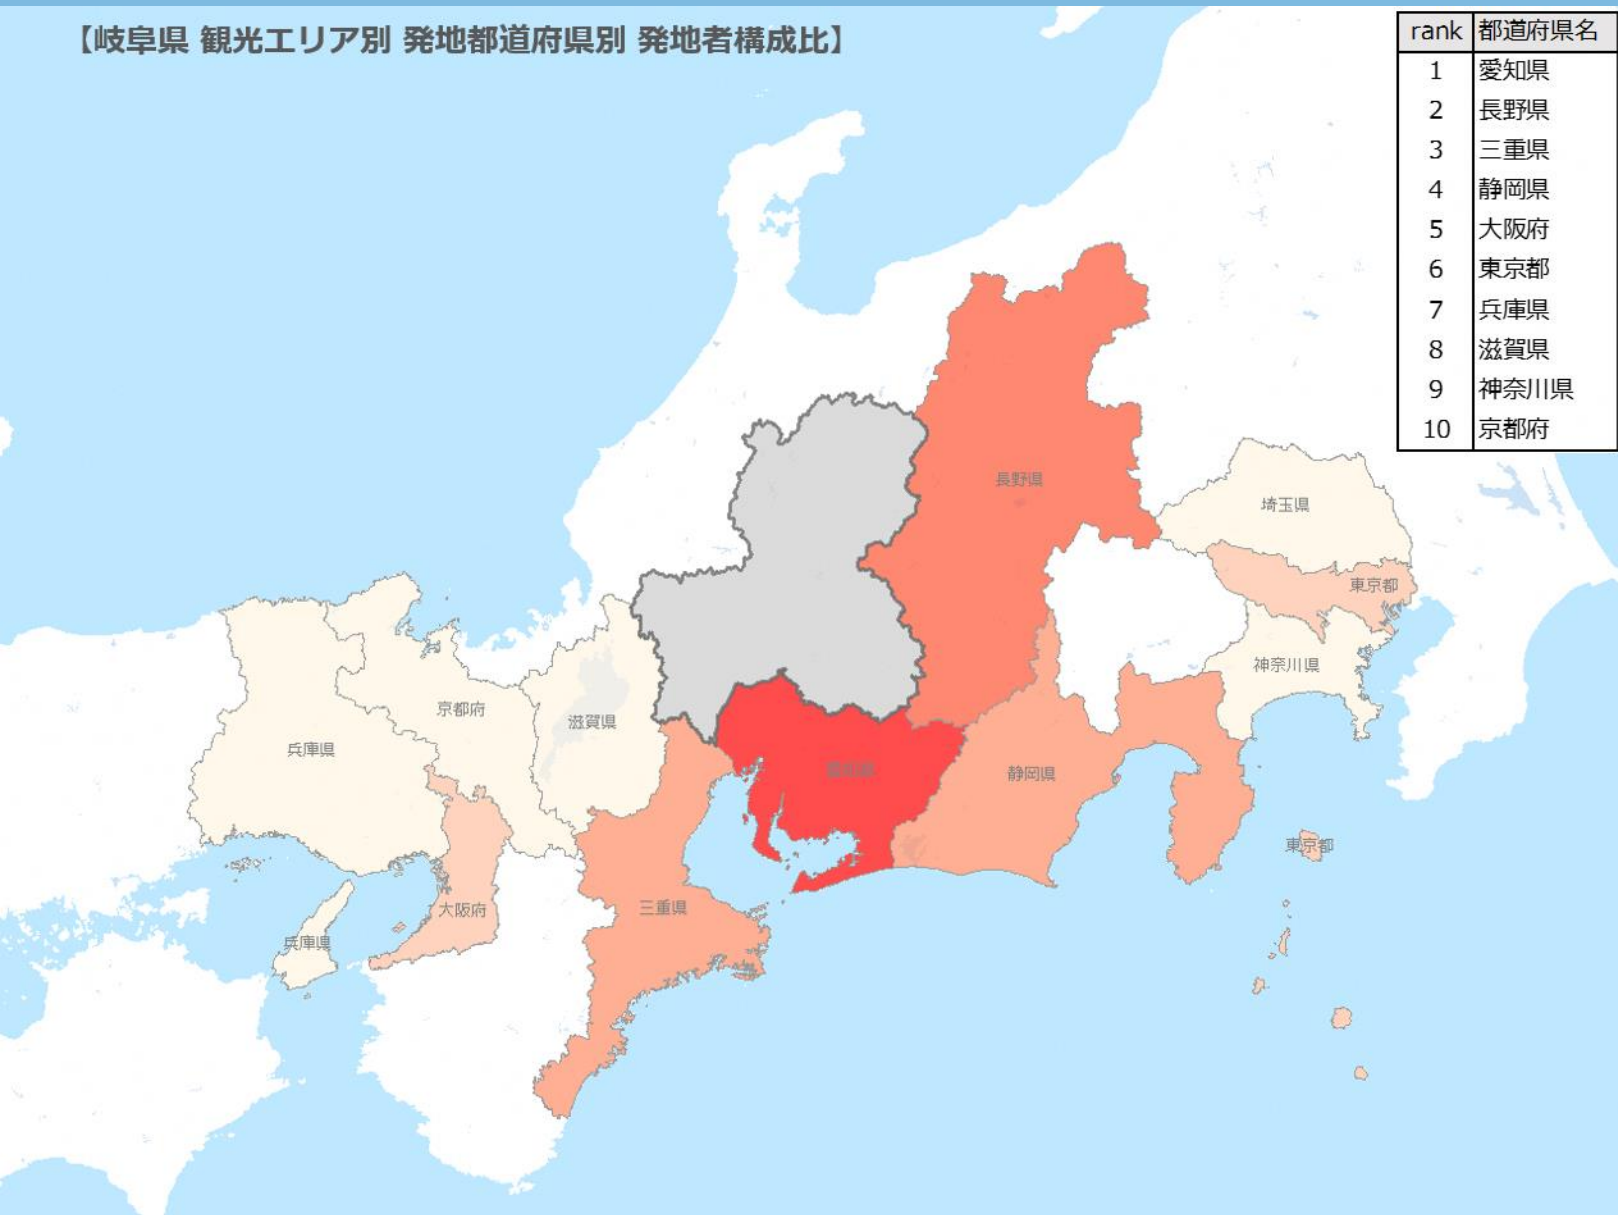 【岐阜県 観光エリア別 発地都道府県別 発地者構成比】
rank 都道府県名
1 愛知県
2 長野県
3 三重県
4 静岡県
5 大阪府
6 東京都
7 兵庫県
8 滋賀県
9 神奈川県
10 京都府
長野県
埼玉県
東京都
神奈川県
京都府
滋賀県
兵庫県
愛知県
静岡県
東京都
三重県
大阪府
兵庫県